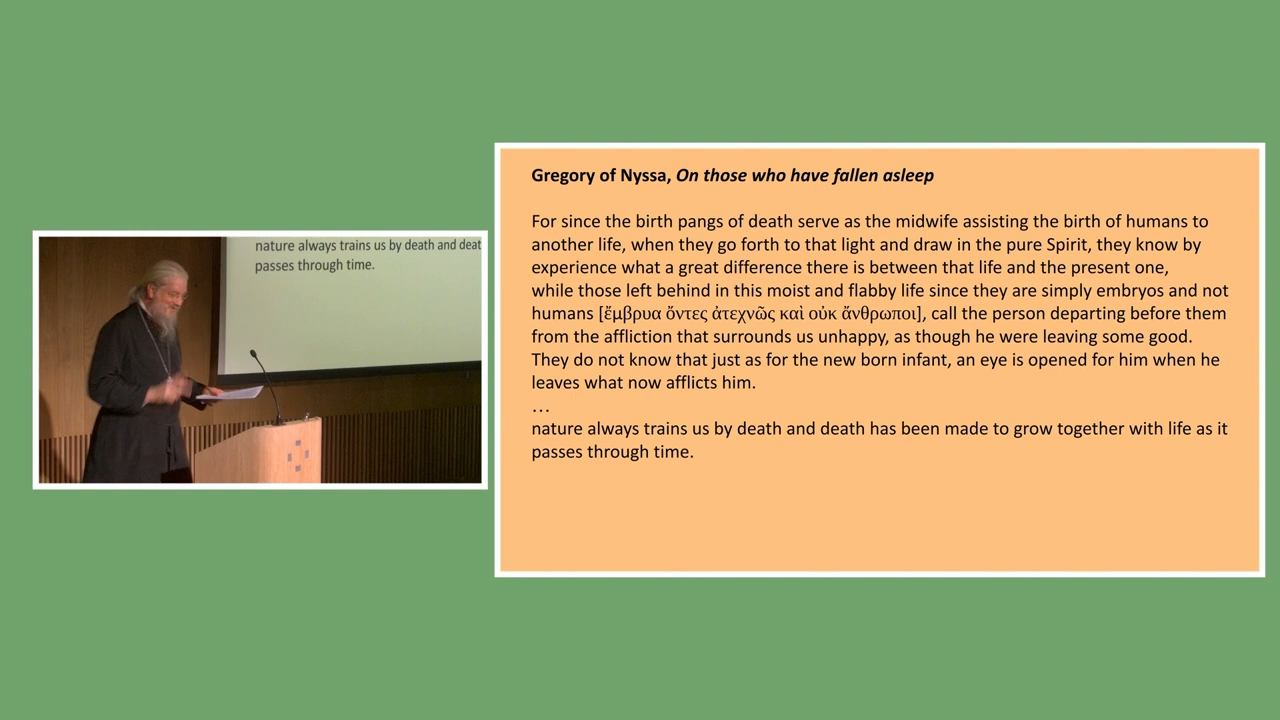 nature always trains us by death and deat
passes through time.
Gregory of Nyssa, On those who have fallen asleep
For since the birth pangs of death serve as the midwife assisting the birth of humans to
another life, when they go forth to that light and draw in the pure Spirit, they know by
experience what a great difference there is between that life and the present one,
while those left behind in this moist and flabby life since they are simply embryos and not
humans [ἔμβρυα ὄντες ἀτεχνῶς καὶ οὐκ ἄνθρωποι], call the person departing before them
from the affliction that surrounds us unhappy, as though he were leaving some good.
They do not know that just as for the new born infant, an eye is opened for him when he
leaves what now afflicts him.
…
nature always trains us by death and death has been made to grow together with life as it
passes through time.